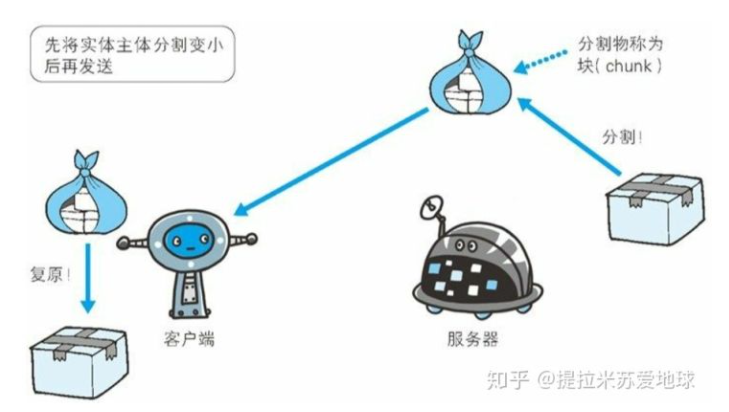 先将实体主体分割变小
后再发送
分割物称为
块( chunk )
分割!
复原!
客户端
服务器
知乎 @提拉米苏爱地球